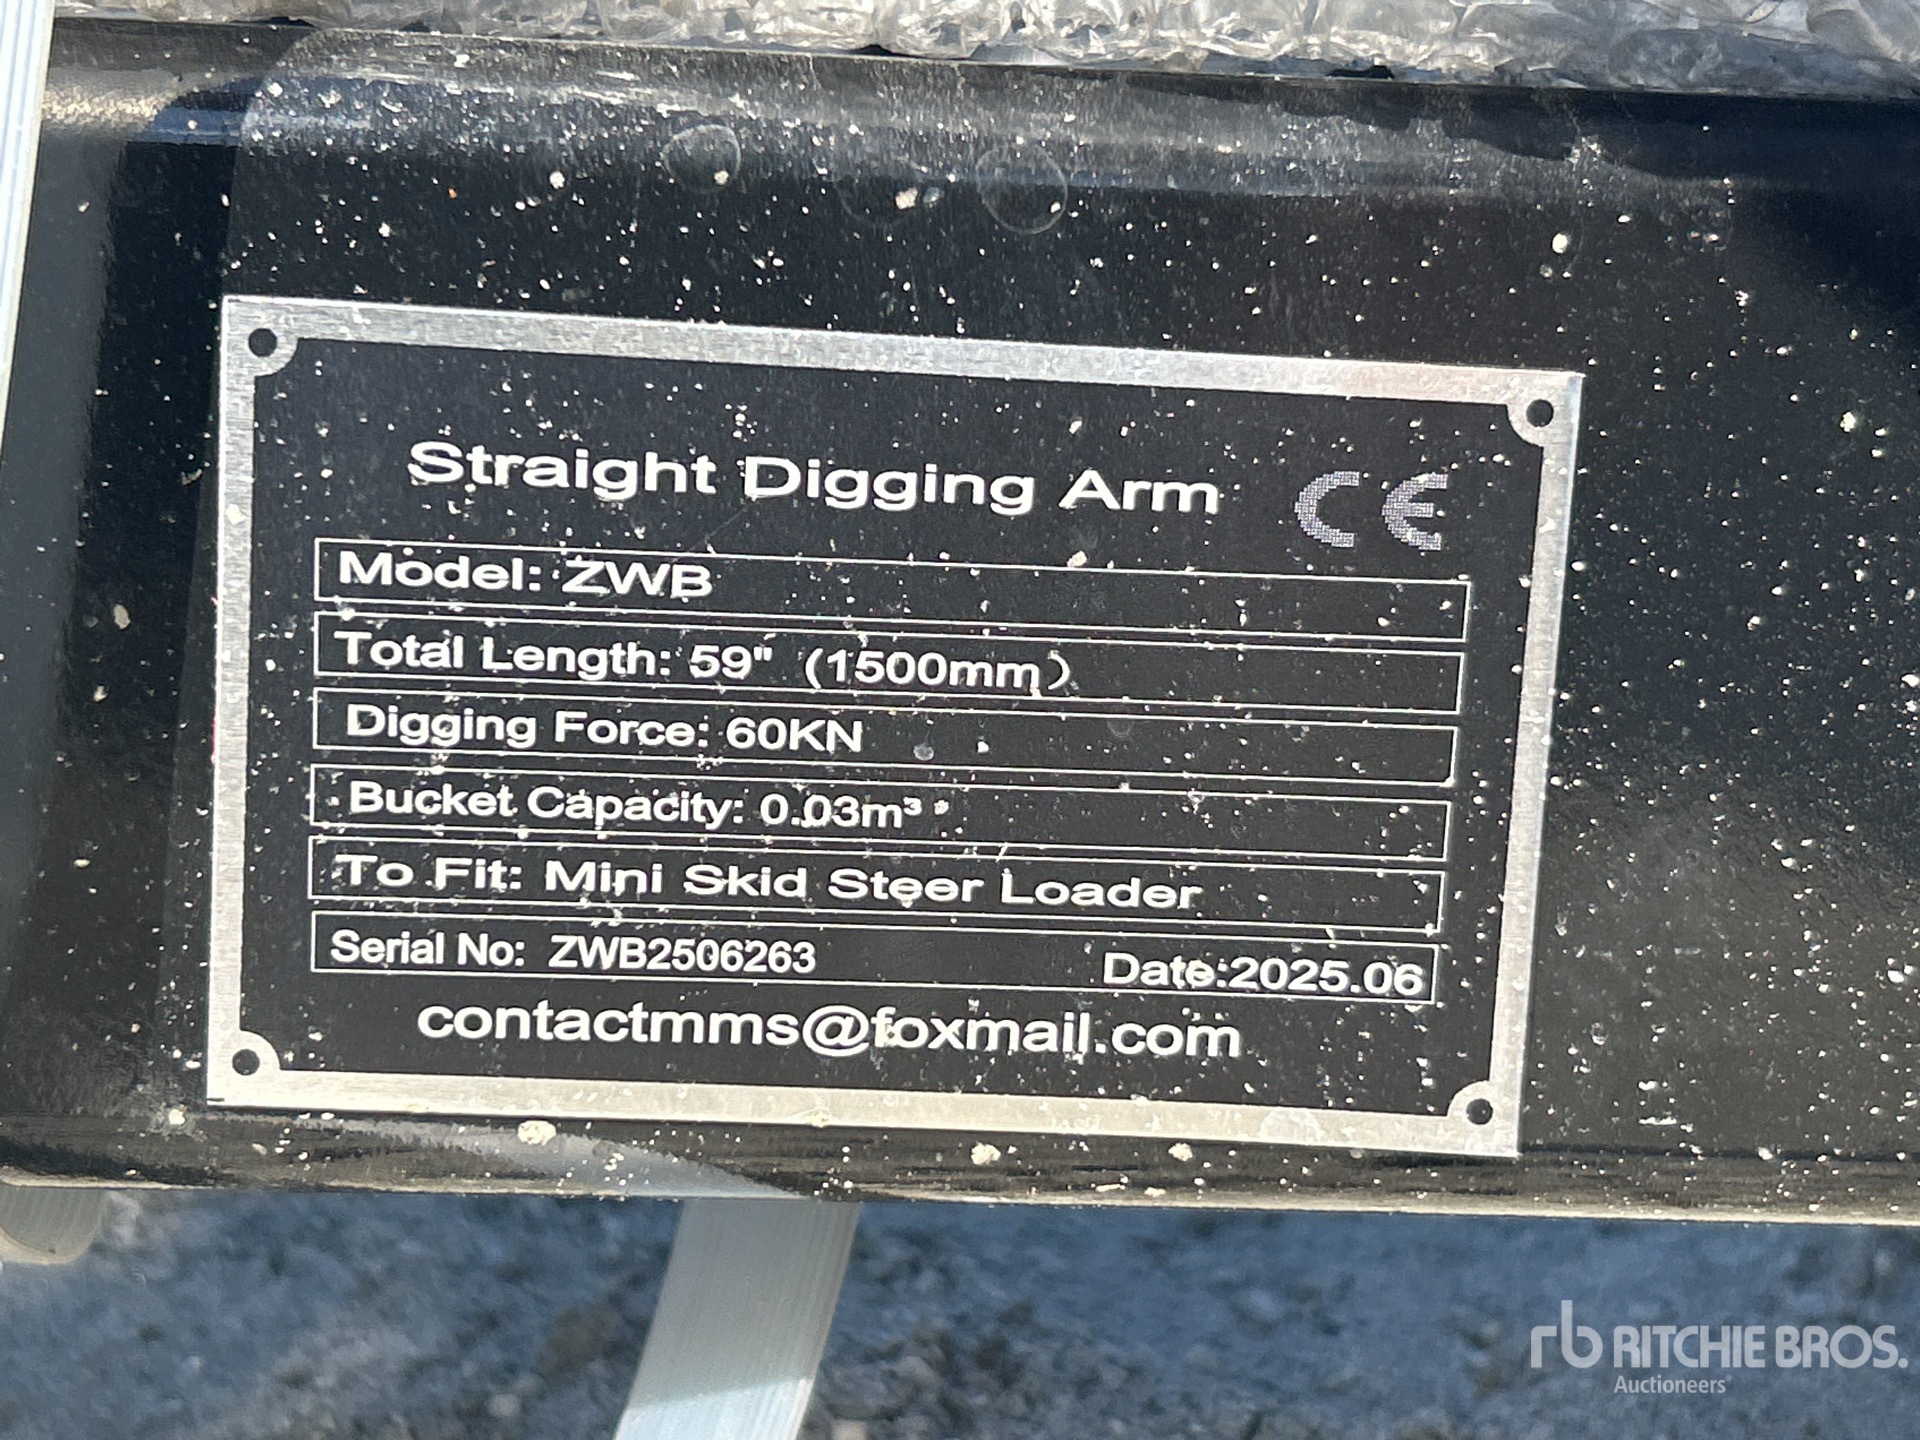 Straight Digging Arm CE
Model: ZWB
Total Length: 59" (1500mm)
Digging Force: 60KN
Bucket Capacity: 0.03m³
To Fit: Mini Skid Steer Loader
Serial No: ZWB2506263 Date:2025.06
contactmms@foxmail.com
rb RITCHIE BROS.
Auctioneers